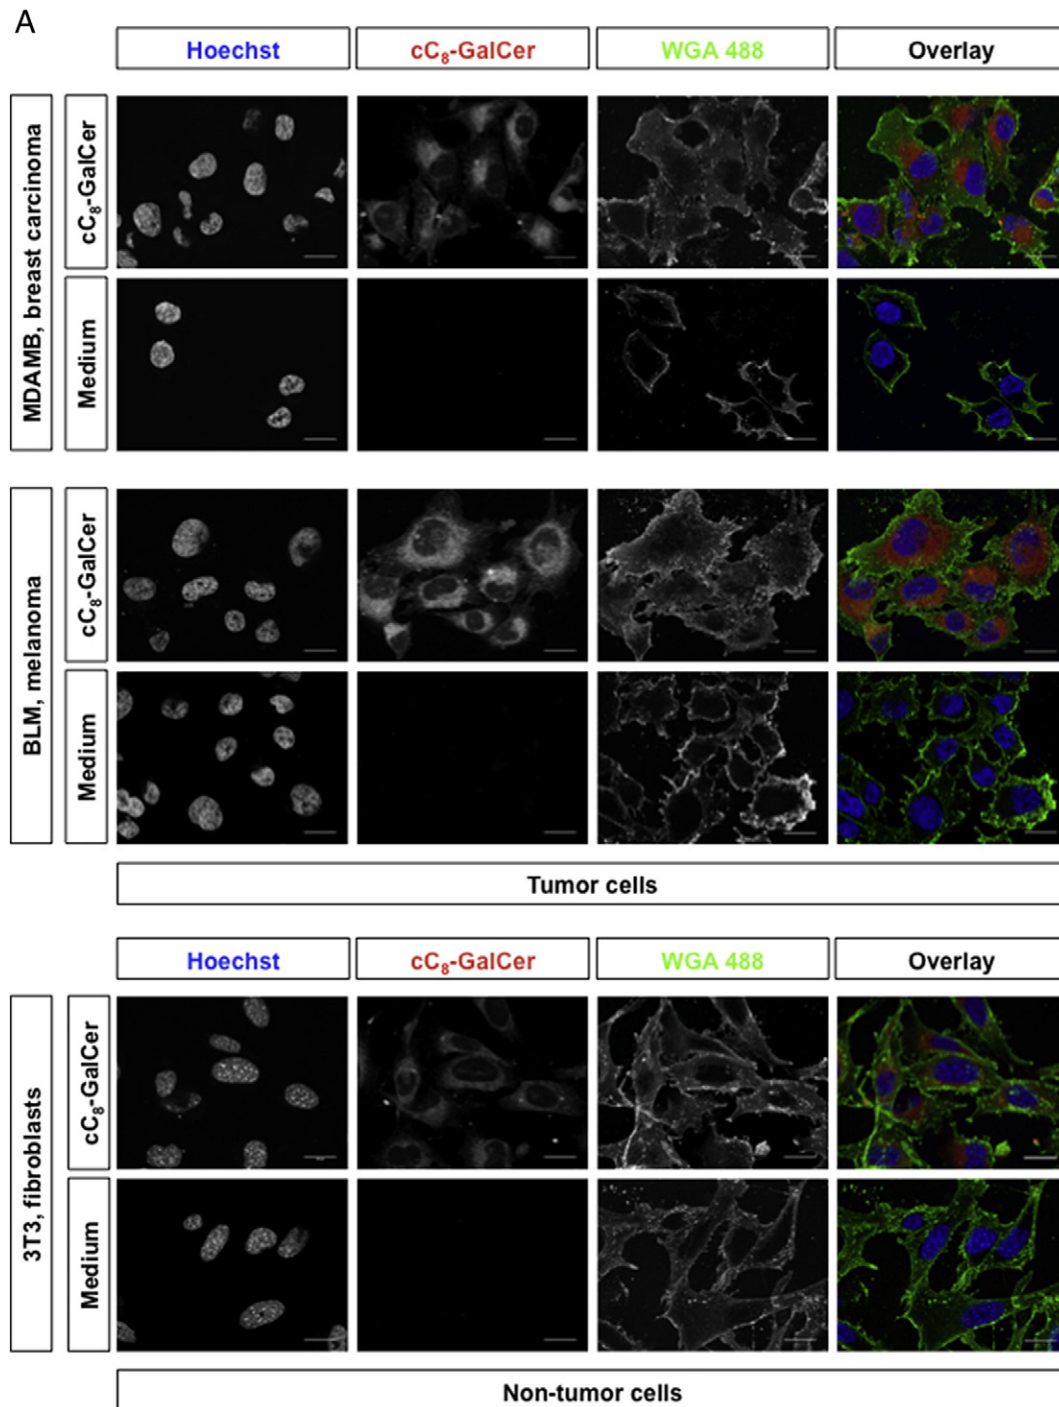 A
Hoechst cC₈-GalCer WGA 488 Overlay
MDAMB, breast carcinoma
cC₈-GalCer
Medium
BLM, melanoma
cC₈-GalCer
Medium
Tumor cells
Hoechst cC₈-GalCer WGA 488 Overlay
3T3, fibroblasts
cC₈-GalCer
Medium
Non-tumor cells